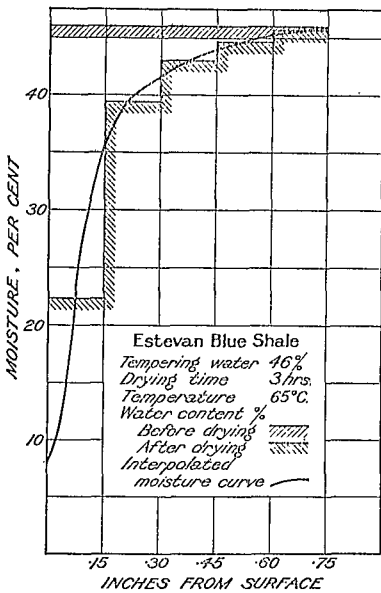 40
30
20
10
MOISTURE, PER CENT
Estevan Blue Shale
Tempering water 46%
Drying time 3 hrs.
Temperature 65°C.
Water content %
Before drying
After drying
Interpolated
moisture curve
.15 .30 .45 .60 .75
INCHES FROM SURFACE